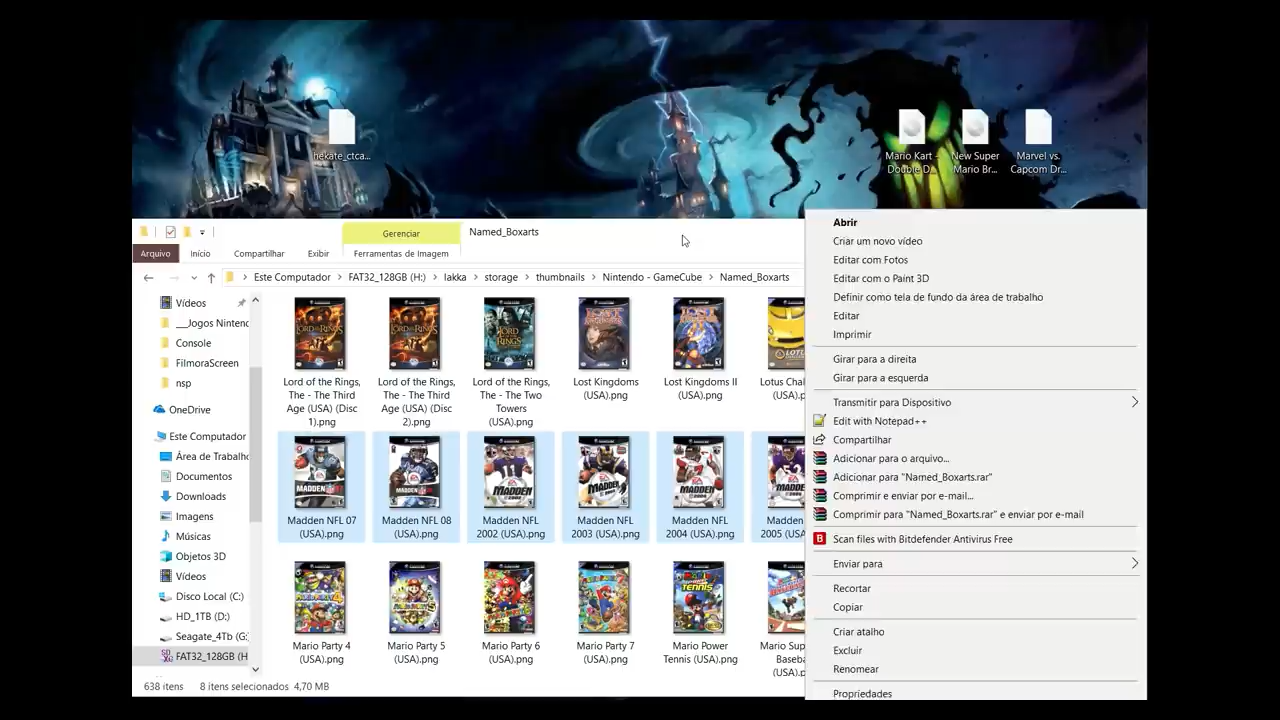 hekate_ctca...
Mario Kart -
Double D...
New Super
Mario Br...
Marvel vs.
Capcom Dr...
Gerenciar
Named_Boxarts
Arquivo
Início
Compartilhar
Exibir
Ferramentas de Imagem
Este Computador
FAT32_128GB (H:)
lakka
storage
thumbnails
Nintendo - GameCube
Named_Boxarts
Vídeos
___Jogos Nintend
Console
FilmoraScreen
nsp
OneDrive
Este Computador
Área de Trabalho
Documentos
Downloads
Imagens
Músicas
Objetos 3D
Vídeos
Disco Local (C:)
HD_1TB (D:)
Seagate_4Tb (G:)
FAT32_128GB (H
Lord of the Rings,
The - The Third
Age (USA) (Disc
1).png
Lord of the Rings,
The - The Third
Age (USA) (Disc
2).png
Lord of the Rings,
The - The Two
Towers
(USA).png
Lost Kingdoms
(USA).png
Lost Kingdoms II
(USA).png
Lotus Chal
(USA).p
Madden NFL 07
(USA).png
Madden NFL 08
(USA).png
Madden NFL
2002 (USA).png
Madden NFL
2003 (USA).png
Madden NFL
2004 (USA).png
Madden
2005 (USA)
Mario Party 4
(USA).png
Mario Party 5
(USA).png
Mario Party 6
(USA).png
Mario Party 7
(USA).png
Mario Power
Tennis (USA).png
Mario Sup
Baseba
(USA).p
638 itens
8 itens selecionados
4,70 MB
Abrir
Criar um novo vídeo
Editar com Fotos
Editar com o Paint 3D
Definir como tela de fundo da área de trabalho
Editar
Imprimir
Girar para a direita
Girar para a esquerda
Transmitir para Dispositivo
Edit with Notepad++
Compartilhar
Adicionar para o arquivo...
Adicionar para "Named_Boxarts.rar"
Comprimir e enviar por e-mail...
Comprimir para "Named_Boxarts.rar" e enviar por e-mail
Scan files with Bitdefender Antivirus Free
Enviar para
Recortar
Copiar
Criar atalho
Excluir
Renomear
Propriedades